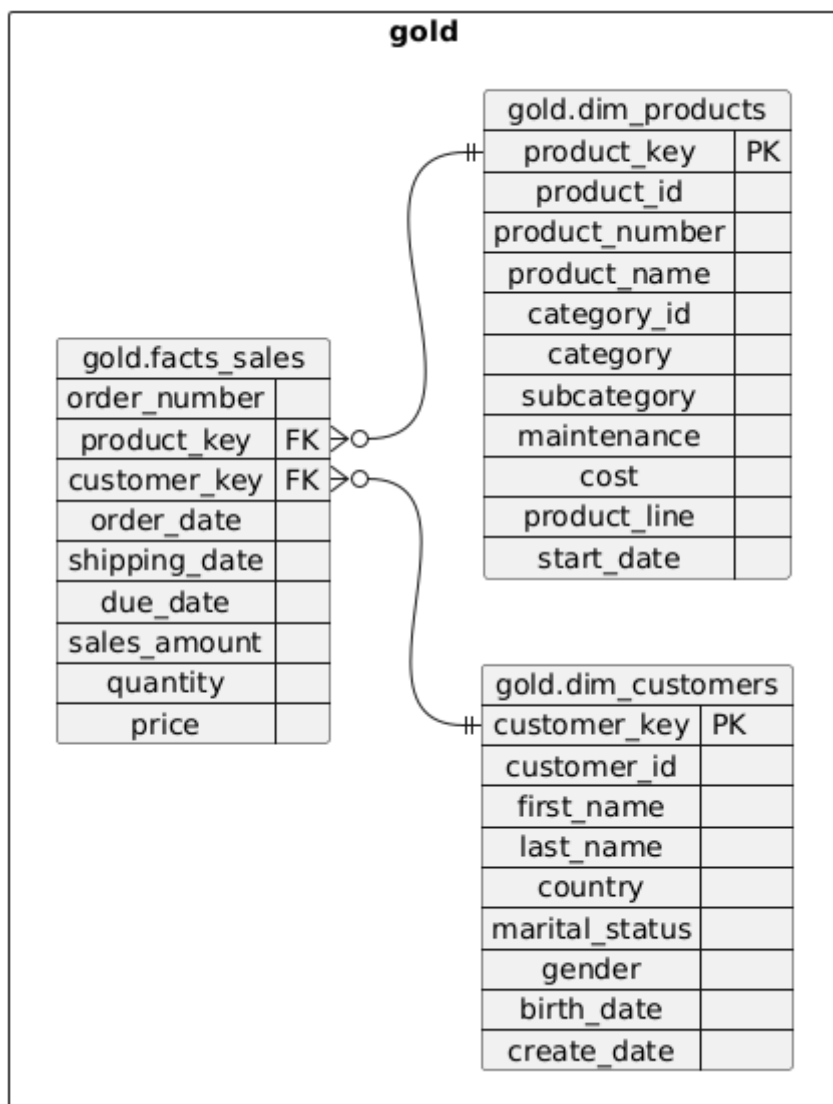 gold
gold.facts_sales
order_number
product_key FK
customer_key FK
order_date
shipping_date
due_date
sales_amount
quantity
price
gold.dim_products
product_key PK
product_id
product_number
product_name
category_id
category
subcategory
maintenance
cost
product_line
start_date
gold.dim_customers
customer_key PK
customer_id
first_name
last_name
country
marital_status
gender
birth_date
create_date